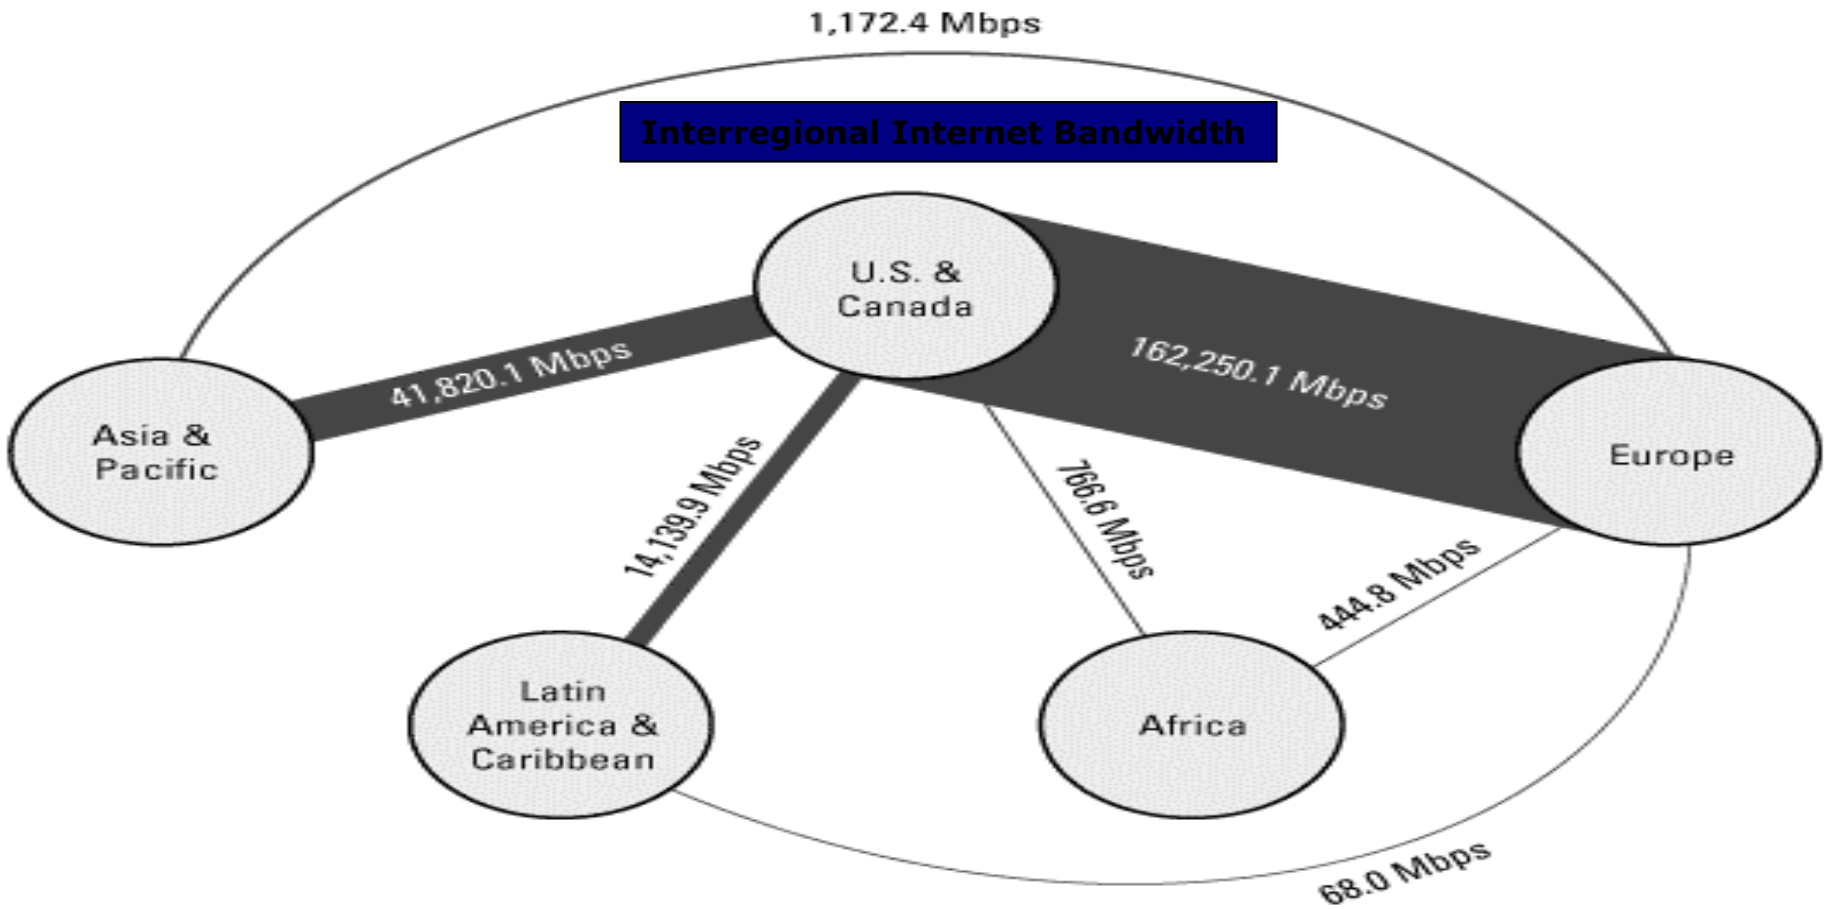 1,172.4 Mbps
Interregional Internet Bandwidth
U.S. &
Canada
162,250.1 Mbps
41,820.1 Mbps
Asia &
Pacific
Europe
14,139.9 Mbps
766.6 Mbps
444.8 Mbps
Latin
America &
Caribbean
Africa
68.0 Mbps